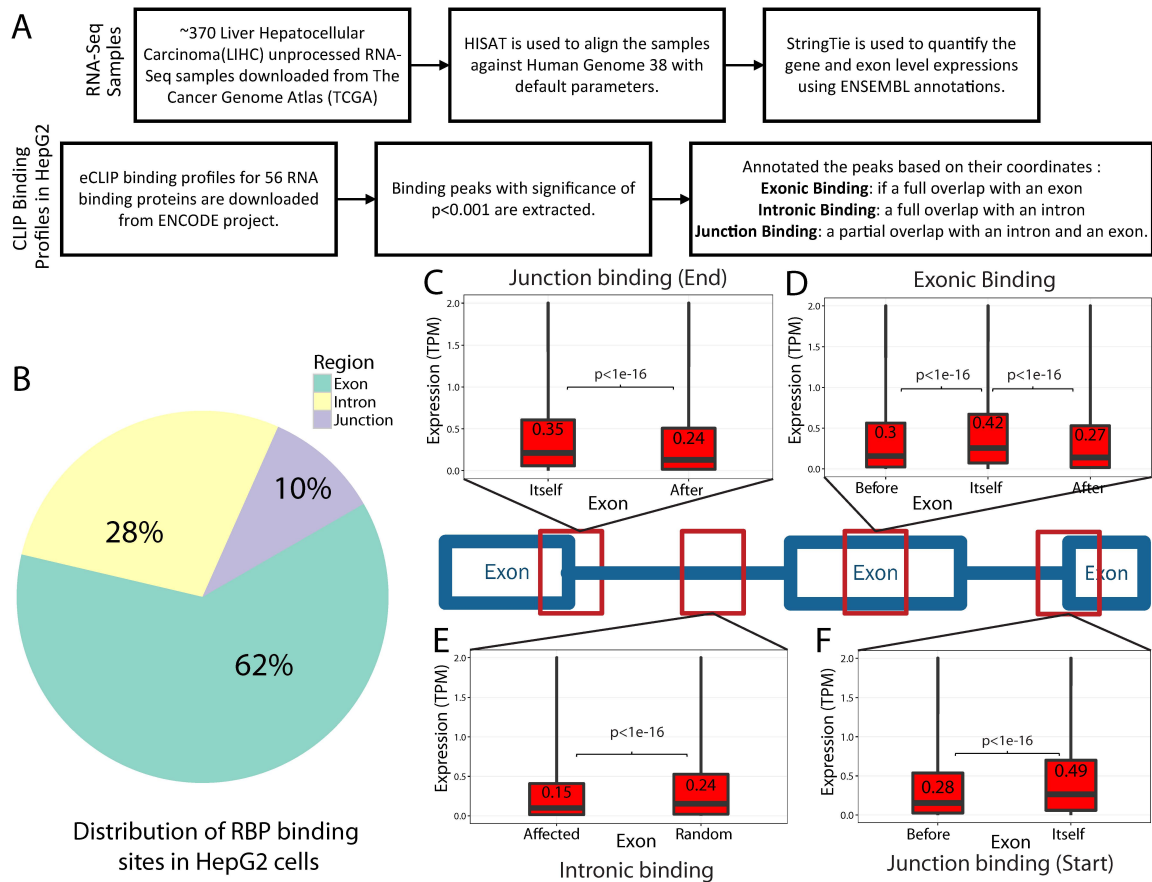 A
RNA-Seq
Samples
~370 Liver Hepatocellular
Carcinoma(LIHC) unprocessed RNA-
Seq samples downloaded from The
Cancer Genome Atlas (TCGA)
HISAT is used to align the samples
against Human Genome 38 with
default parameters.
StringTie is used to quantify the
gene and exon level expressions
using ENSEMBL annotations.
CLIP Binding
Profiles in HepG2
eCLIP binding profiles for 56 RNA
binding proteins are downloaded
from ENCODE project.
Binding peaks with significance of
p<0.001 are extracted.
Annotated the peaks based on their coordinates :
Exonic Binding: if a full overlap with an exon
Intronic Binding: a full overlap with an intron
Junction Binding: a partial overlap with an intron and an exon.
B
Region
Exon
Intron
Junction
10%
28%
62%
Distribution of RBP binding
sites in HepG2 cells
C
Junction binding (End)
Expression (TPM)
2.0
1.5
1.0
0.5
0.0
p<1e-16
0.35
0.24
Itself
After
Exon
D
Exonic Binding
Expression (TPM)
2.0
1.5
1.0
0.5
0.0
p<1e-16
p<1e-16
0.3
0.42
0.27
Before
Itself
After
Exon
Exon
Exon
Exon
E
Expression (TPM)
2.0
1.5
1.0
0.5
0.0
p<1e-16
0.15
0.24
Affected
Random
Exon
Intronic binding
F
Expression (TPM)
2.0
1.5
1.0
0.5
0.0
p<1e-16
0.28
0.49
Before
Itself
Exon
Junction binding (Start)